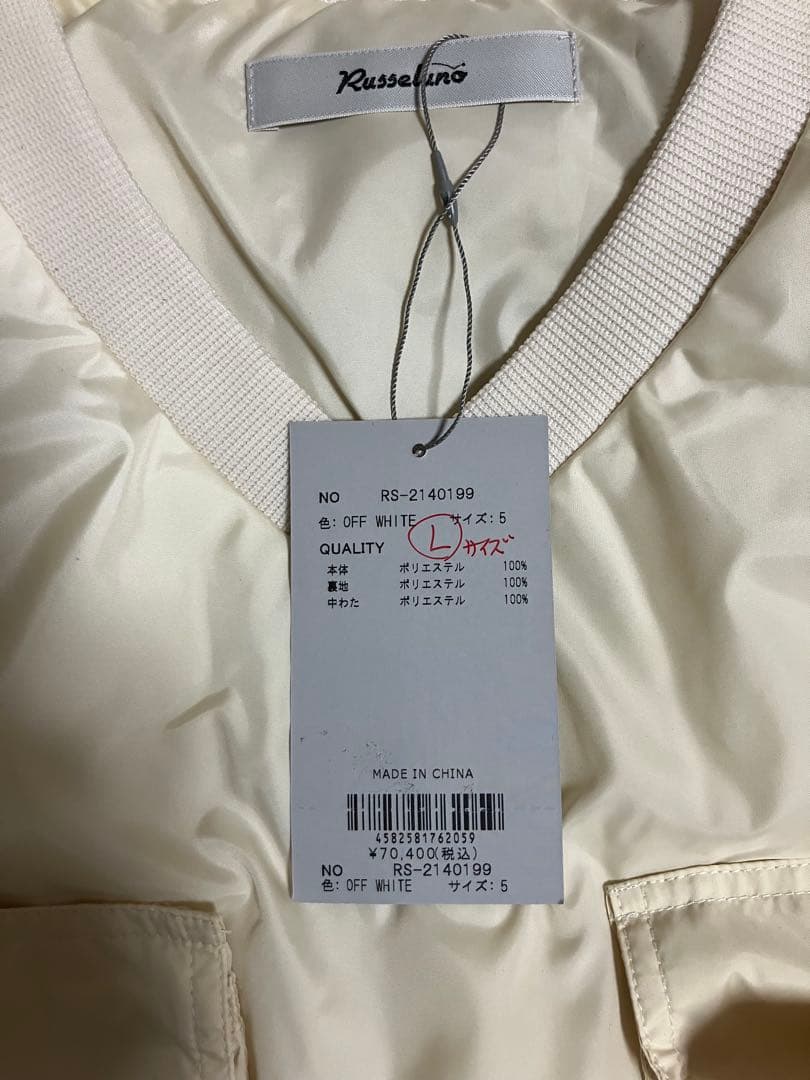 Russeluno
NO RS-2140199
色: OFF WHITE サイズ: 5
QUALITY Lサイズ
本体 ポリエステル 100%
裏地 ポリエステル 100%
中わた ポリエステル 100%
MADE IN CHINA
4582581762059
¥70,400(税込)
NO RS-2140199
色: OFF WHITE サイズ: 5